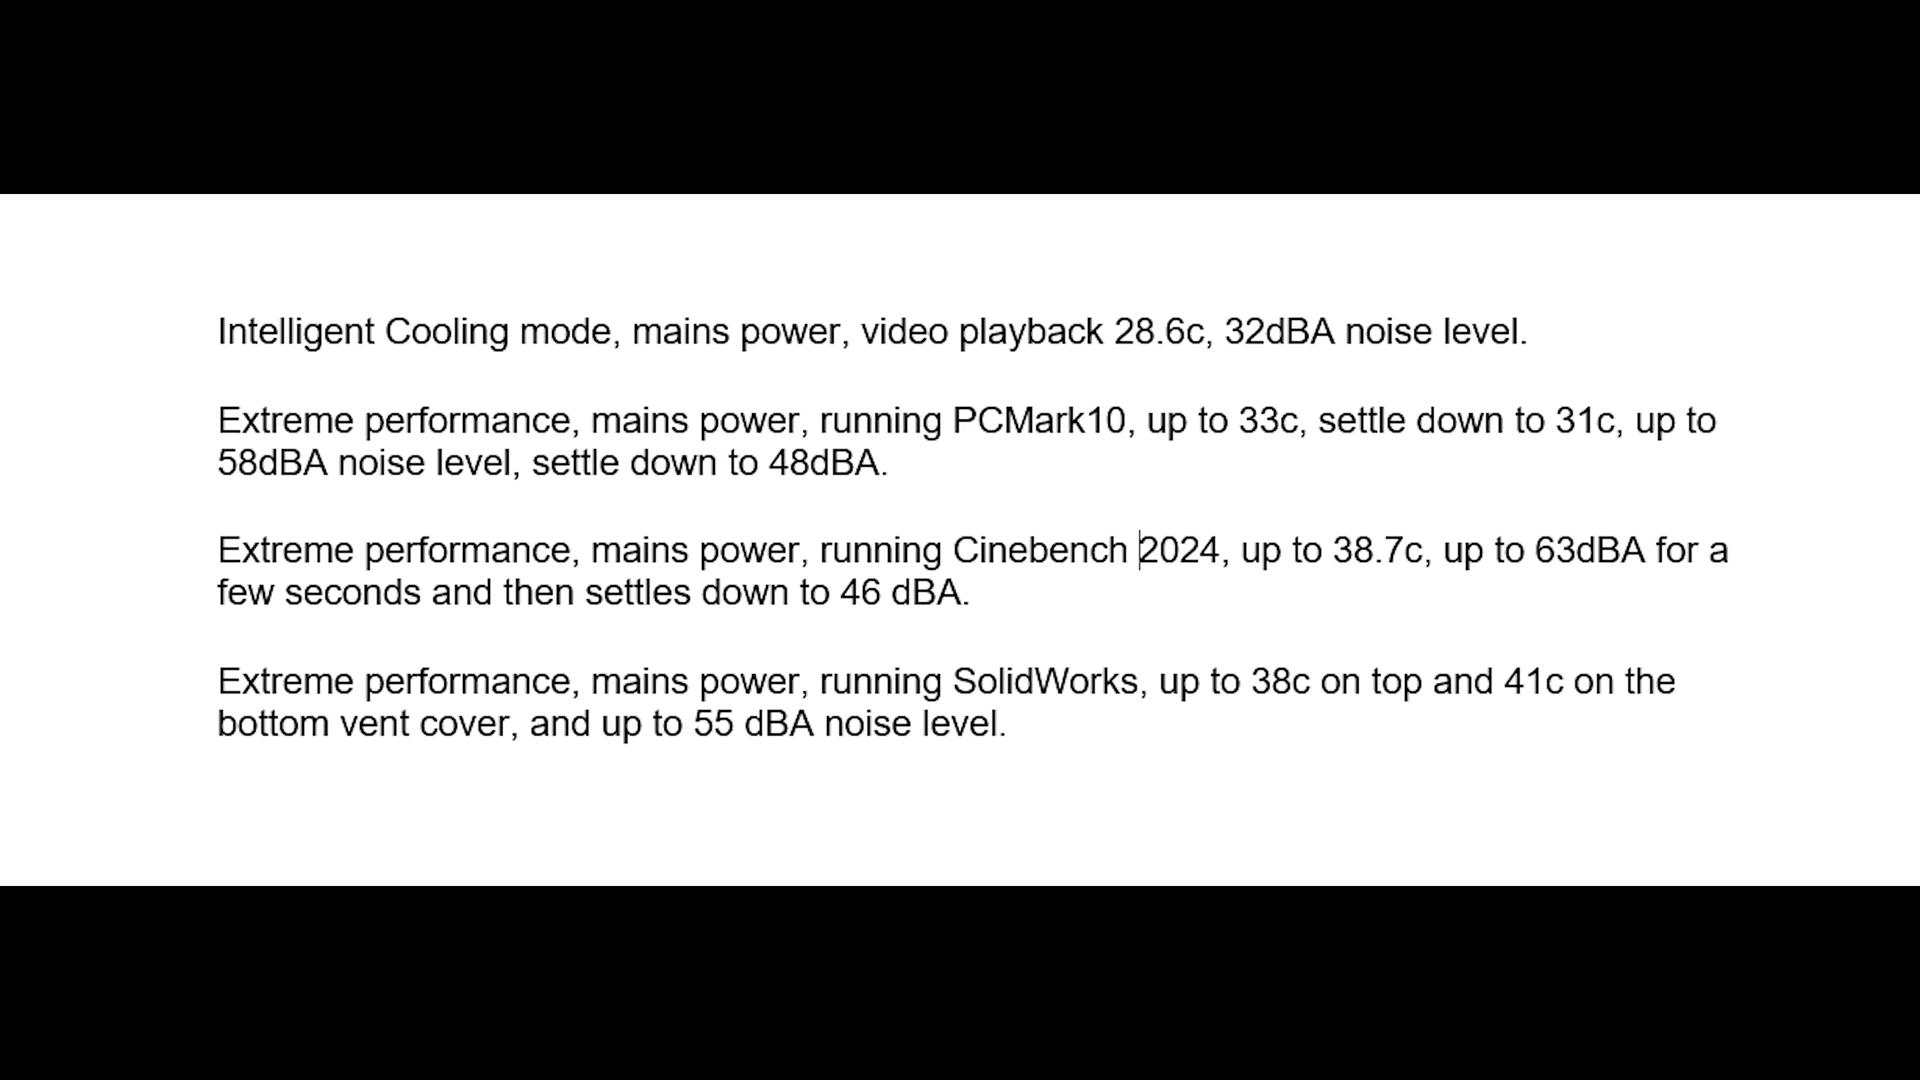 Intelligent Cooling mode, mains power, video playback 28.6c, 32dBA noise level.
Extreme performance, mains power, running PCMark10, up to 33c, settle down to 31c, up to
58dBA noise level, settle down to 48dBA.
Extreme performance, mains power, running Cinebench 2024, up to 38.7c, up to 63dBA for a
few seconds and then settles down to 46 dBA.
Extreme performance, mains power, running SolidWorks, up to 38c on top and 41c on the
bottom vent cover, and up to 55 dBA noise level.